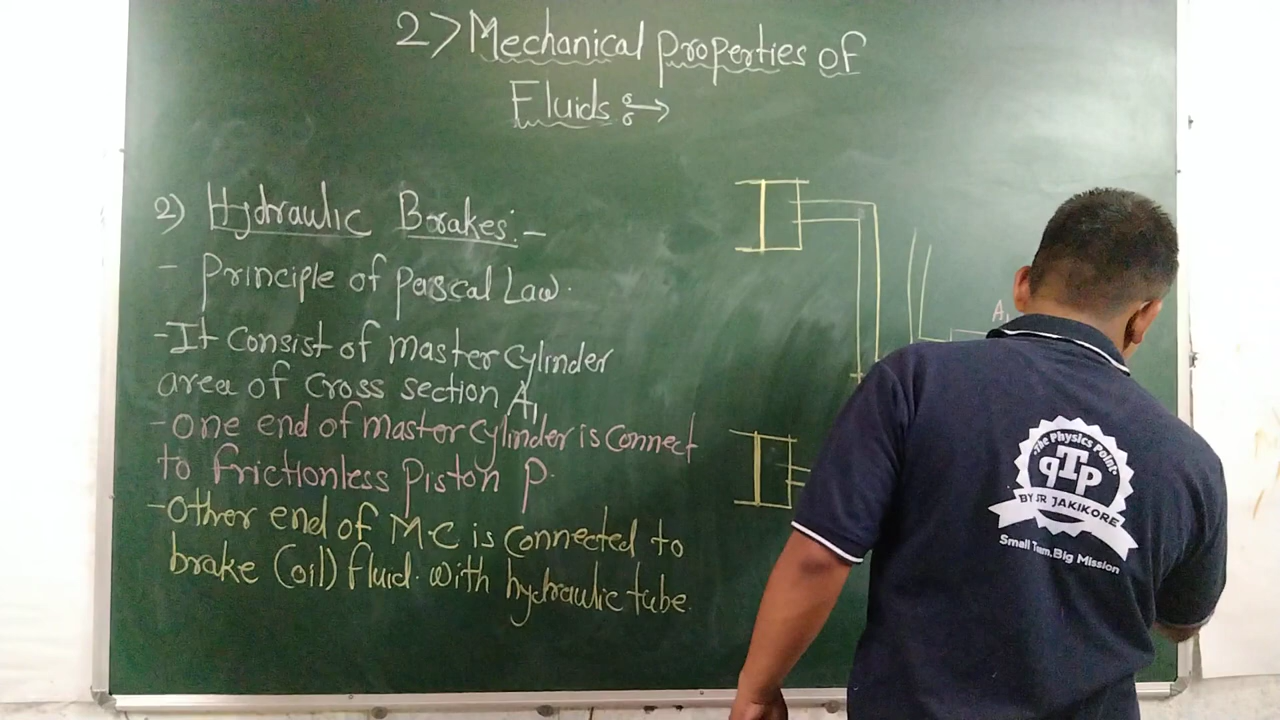 2> Mechanical Properties of
Fluids :→
2) Hydraulic Brakes:-
- Principle of pascal Law.
- It Consist of master cylinder
area of cross section A₁
- one end of master cylinder is connect
to frictionless piston P.
- Other end of M.C is connected to
brake (oil) fluid. with hydraulic tube.
A₁
The Physics Point
qTp
BY SR JAKIKORE
Small Team, Big Mission